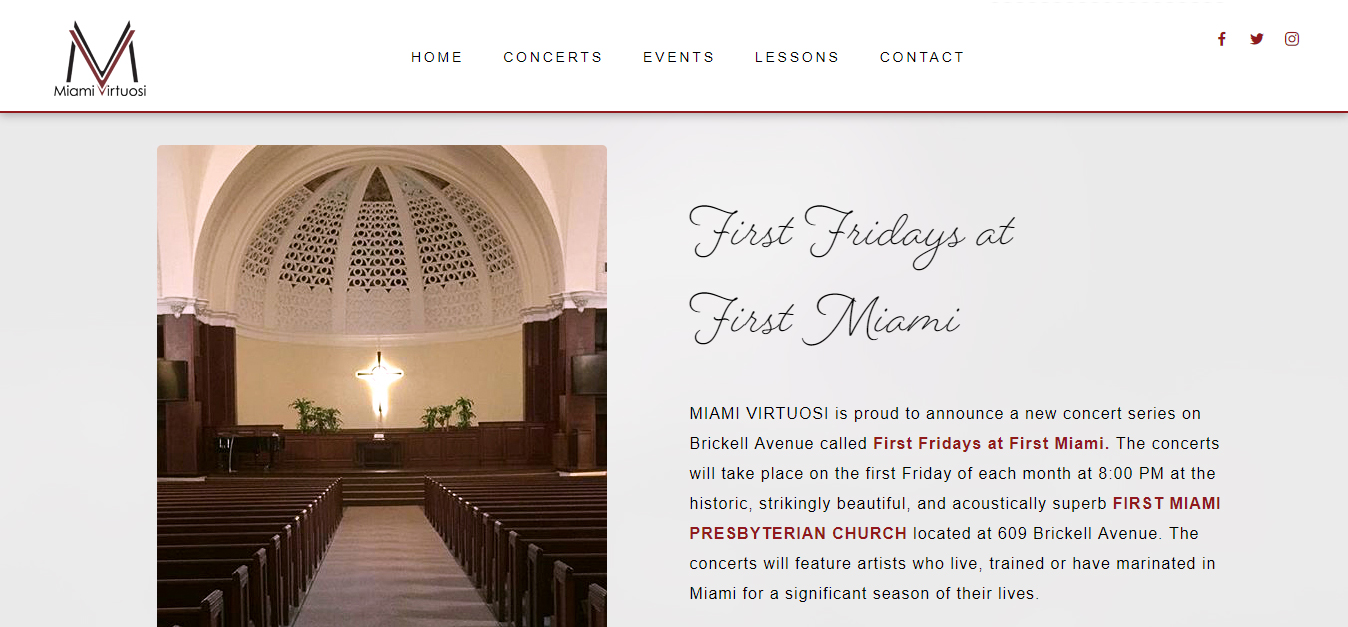 Miami Virtuosi
HOME CONCERTS EVENTS LESSONS CONTACT
First Fridays at
First Miami
MIAMI VIRTUOSI is proud to announce a new concert series on
Brickell Avenue called First Fridays at First Miami. The concerts
will take place on the first Friday of each month at 8:00 PM at the
historic, strikingly beautiful, and acoustically superb FIRST MIAMI
PRESBYTERIAN CHURCH located at 609 Brickell Avenue. The
concerts will feature artists who live, trained or have marinated in
Miami for a significant season of their lives.